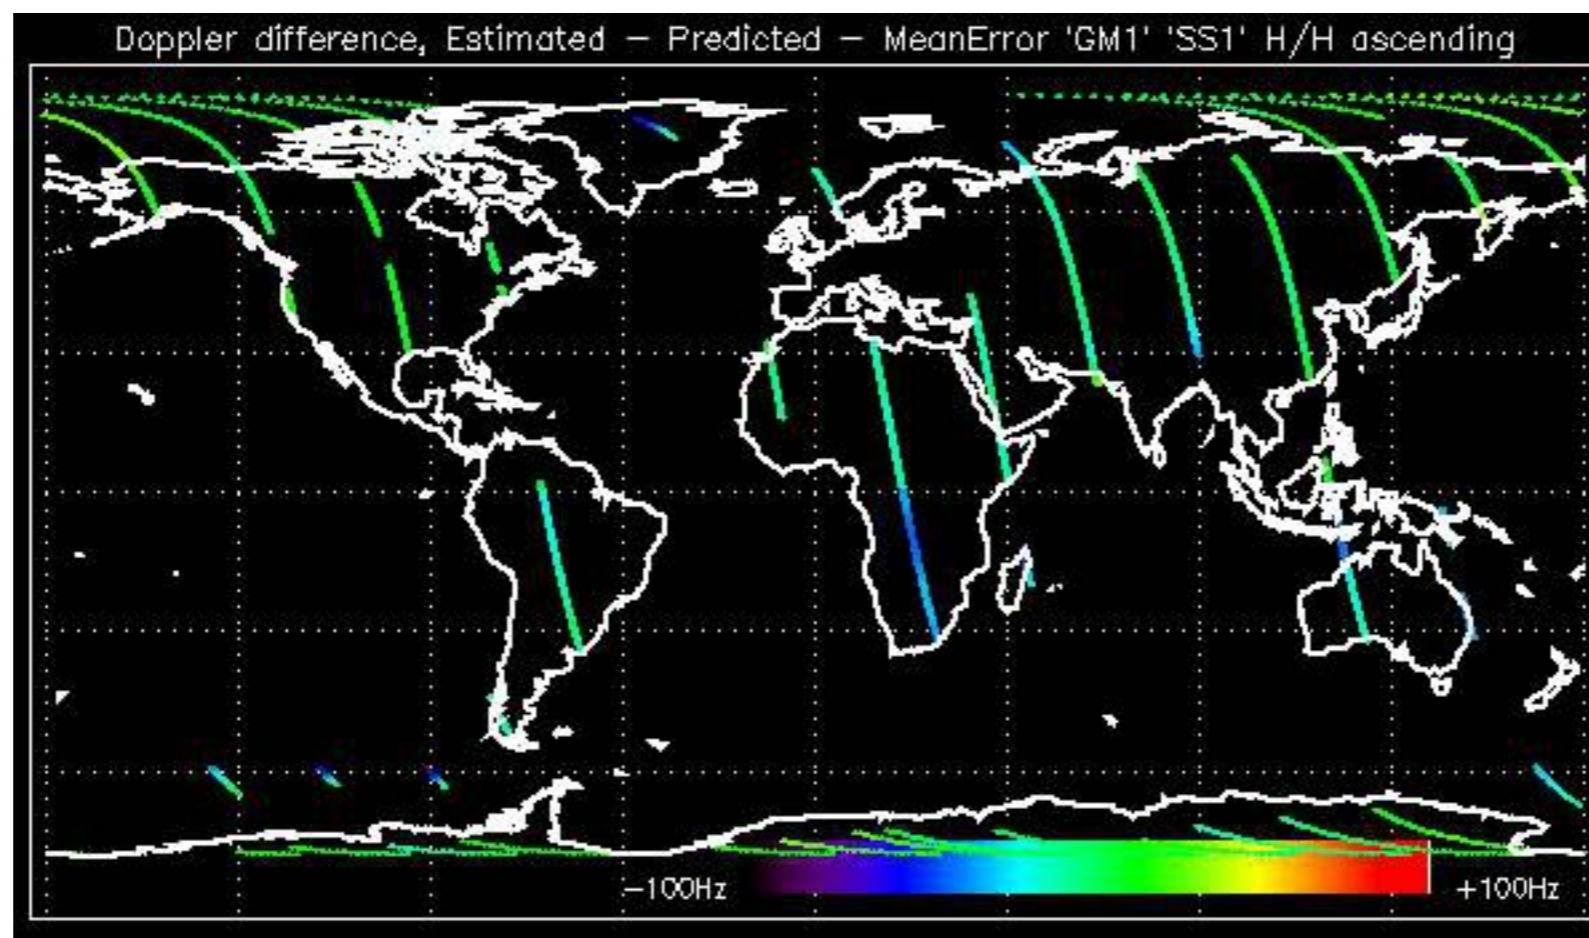 Doppler difference, Estimated – Predicted – MeanError 'GM1' 'SS1' H/H ascending
–100Hz
+100Hz